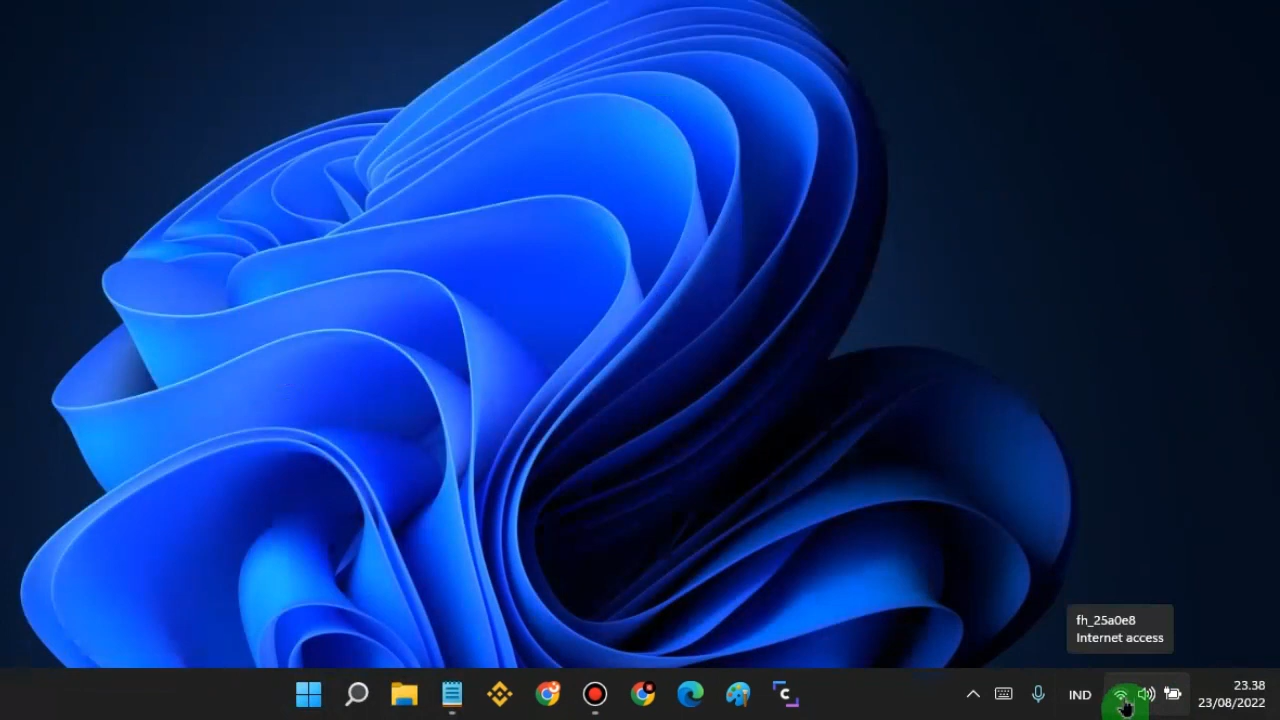 fh_25a0e8
Internet access
IND
23.38
23/08/2022